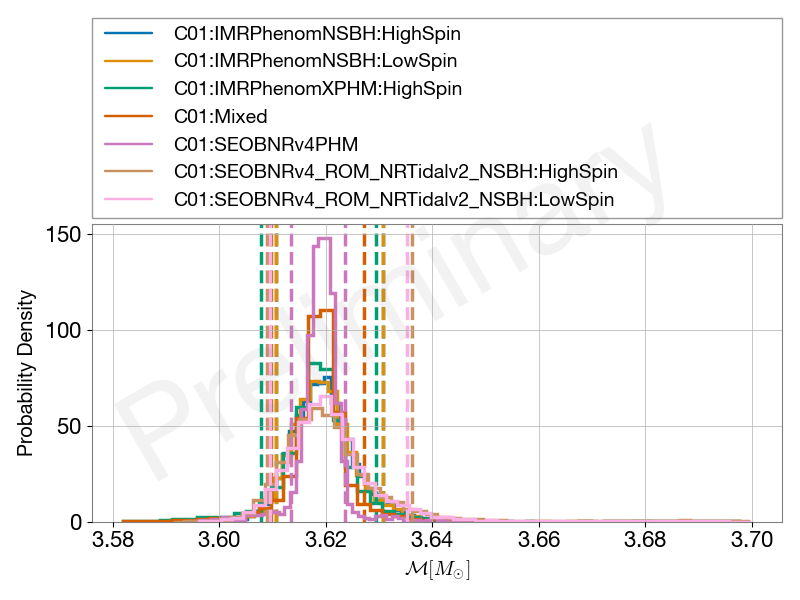 C01:IMRPhenomNSBH:HighSpin
C01:IMRPhenomNSBH:LowSpin
C01:IMRPhenomXPHM:HighSpin
C01:Mixed
C01:SEOBNRv4PHM
C01:SEOBNRv4_ROM_NRTidalv2_NSBH:HighSpin
C01:SEOBNRv4_ROM_NRTidalv2_NSBH:LowSpin
Preliminary
Probability Density
150
100
50
0
3.58 3.60 3.62 3.64 3.66 3.68 3.70
ℳ[M⊙]